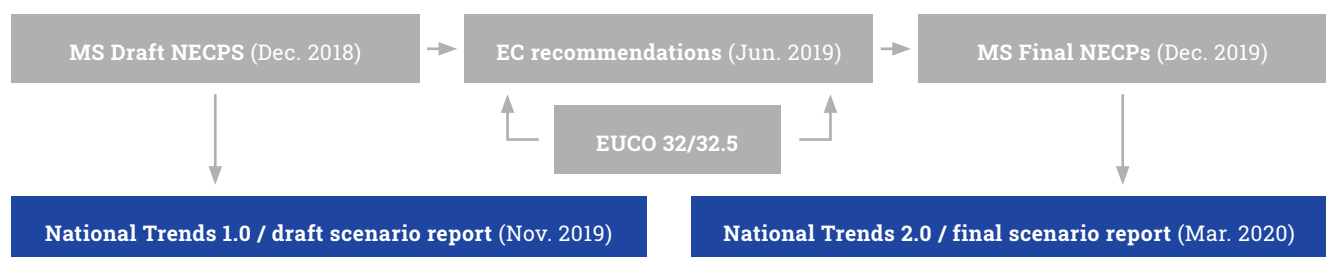 MS Draft NECPS (Dec. 2018)
EC recommendations (Jun. 2019)
MS Final NECPs (Dec. 2019)
EUCO 32/32.5
National Trends 1.0 / draft scenario report (Nov. 2019)
National Trends 2.0 / final scenario report (Mar. 2020)